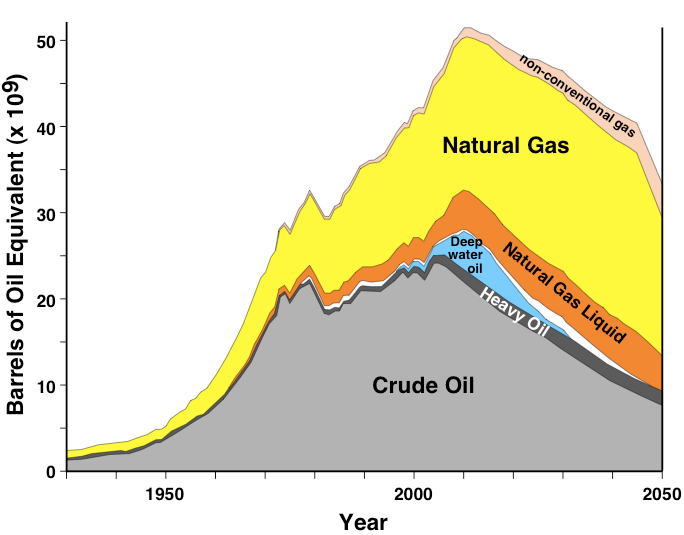 Barrels of Oil Equivalent (x 10⁹)
50
40
30
20
10
0
non-conventional gas
Natural Gas
Deep
water
oil
Natural Gas Liquid
Heavy Oil
Crude Oil
1950
2000
2050
Year